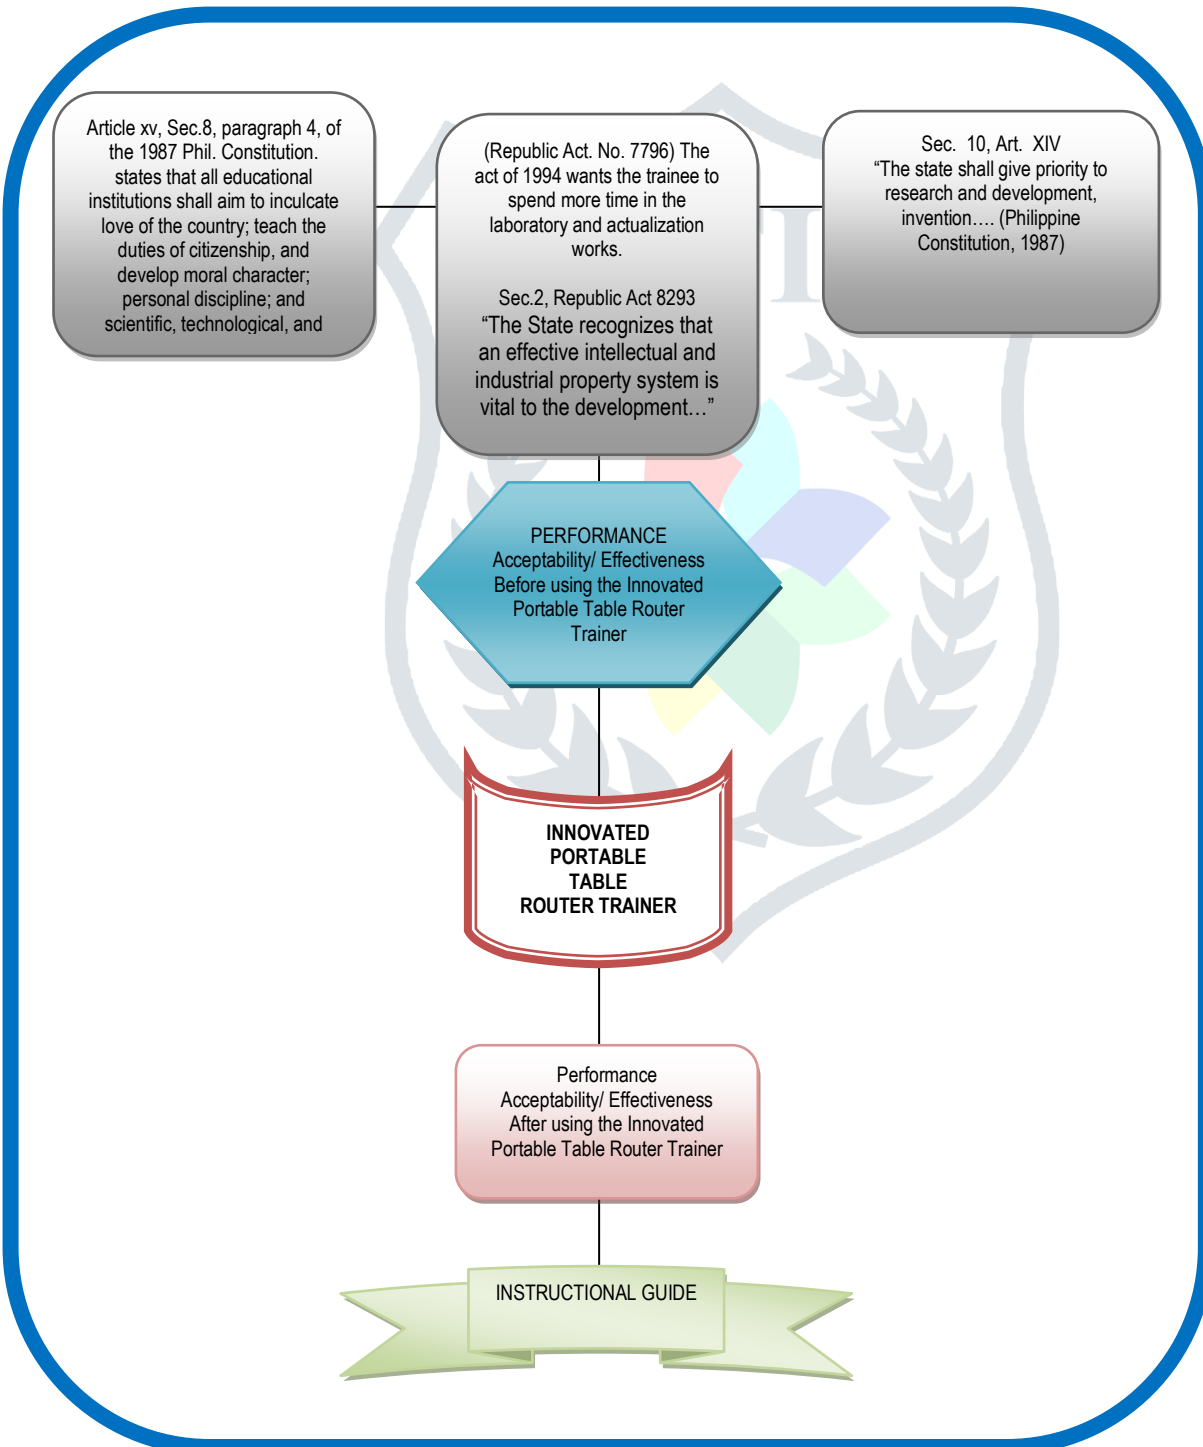 Article xv, Sec.8, paragraph 4, of
the 1987 Phil. Constitution.
states that all educational
institutions shall aim to inculcate
love of the country; teach the
duties of citizenship, and
develop moral character;
personal discipline; and
scientific, technological, and
(Republic Act. No. 7796) The
act of 1994 wants the trainee to
spend more time in the
laboratory and actualization
works.
Sec.2, Republic Act 8293
“The State recognizes that
an effective intellectual and
industrial property system is
vital to the development…”
Sec. 10, Art. XIV
“The state shall give priority to
research and development,
invention…. (Philippine
Constitution, 1987)
PERFORMANCE
Acceptability/ Effectiveness
Before using the Innovated
Portable Table Router
Trainer
INNOVATED
PORTABLE
TABLE
ROUTER TRAINER
Performance
Acceptability/ Effectiveness
After using the Innovated
Portable Table Router Trainer
INSTRUCTIONAL GUIDE